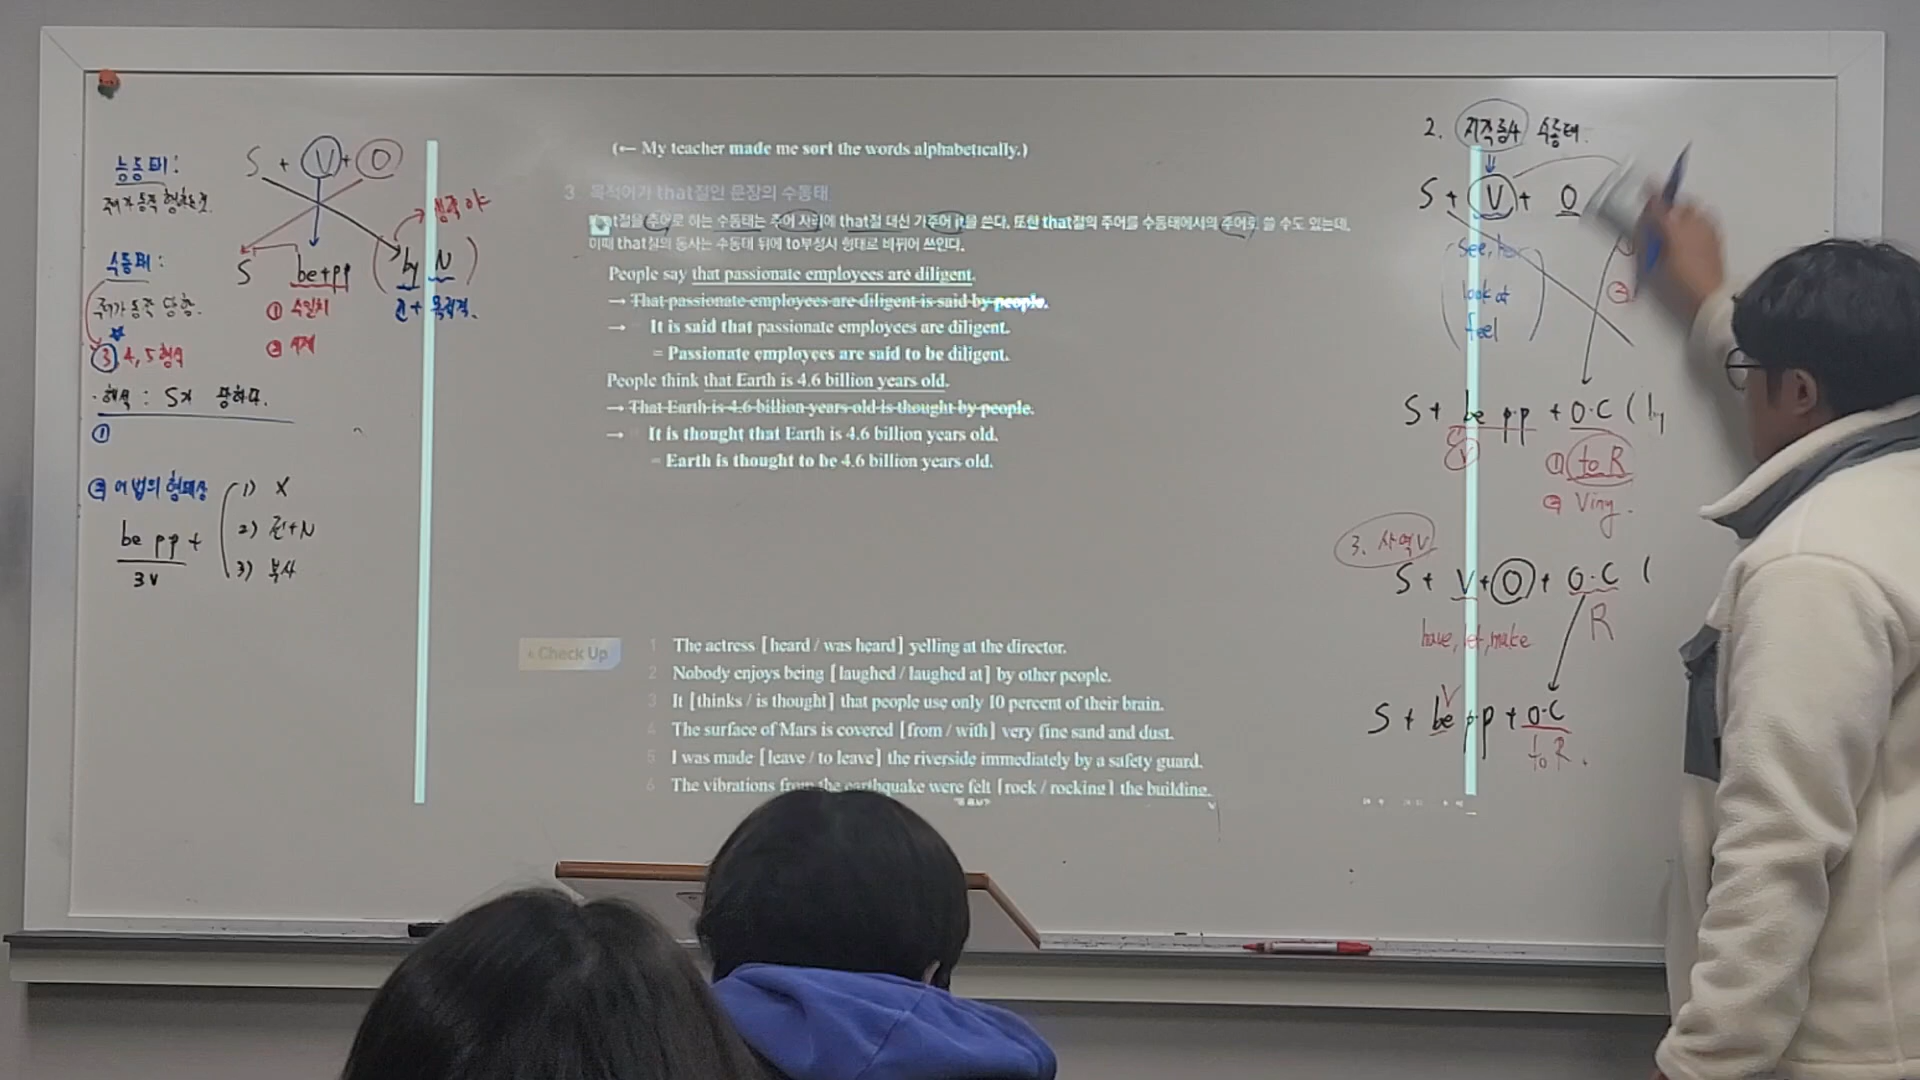 능동태:
주어가 동작 행하는 것.
S + V + O
생략 가능
S be+pp (by N)
수동태:
주어가 동작 당함.
① 수일치
② 시제
전 + 목적격.
③, 4, 5형식
· 해석 : S가 당하다.
①
② 어법의 형태상
be pp +
3V
1) X
2) 전+N
3) 부사
(← My teacher made me sort the words alphabetically.)
3 목적어가 that절인 문장의 수동태
that절을 주어로 하는 수동태는 주어 자리에 that절 대신 가주어 it을 쓴다. 또한 that절의 주어를 수동태에서의 주어로 쓸 수도 있는데,
이때 that절의 동사는 수동태 뒤에 to부정사 형태로 바뀌어 쓰인다.
People say that passionate employees are diligent.
→ That passionate employees are diligent is said by people.
→ It is said that passionate employees are diligent.
= Passionate employees are said to be diligent.
People think that Earth is 4.6 billion years old.
→ That Earth is 4.6 billion years old is thought by people.
→ It is thought that Earth is 4.6 billion years old.
= Earth is thought to be 4.6 billion years old.
+ Check Up
1 The actress [heard / was heard] yelling at the director.
2 Nobody enjoys being [laughed / laughed at] by other people.
3 It [thinks / is thought] that people use only 10 percent of their brain.
4 The surface of Mars is covered [from / with] very fine sand and dust.
5 I was made [leave / to leave] the riverside immediately by a safety guard.
6 The vibrations from the earthquake were felt [rock / rocking] the building.
2. 지각동사 수동태.
S + V + O
see,
look at
feel
②
S + be p·p + O·C ( by
V
① to R
② Ving.
3. 사역V
S + V + O + O·C (
R
have, let, make
V
S + be p·p + O·C
to R.